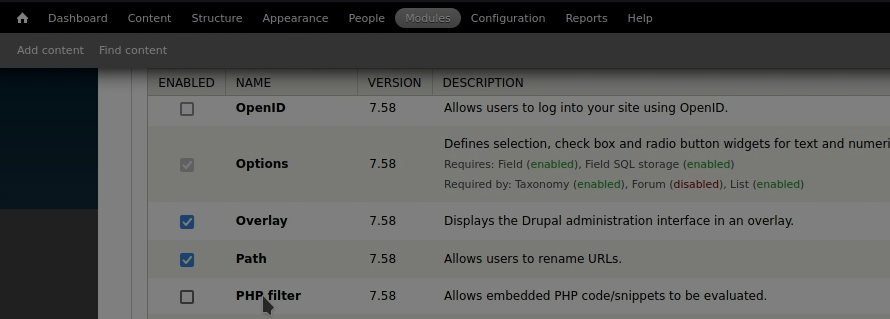 Dashboard Content Structure Appearance People Modules Configuration Reports Help
Add content Find content
ENABLED NAME VERSION DESCRIPTION
OpenID 7.58 Allows users to log into your site using OpenID.
Defines selection, check box and radio button widgets for text and numeri
Options 7.58 Requires: Field (enabled), Field SQL storage (enabled)
Required by: Taxonomy (enabled), Forum (disabled), List (enabled)
Overlay 7.58 Displays the Drupal administration interface in an overlay.
Path 7.58 Allows users to rename URLs.
PHP filter 7.58 Allows embedded PHP code/snippets to be evaluated.